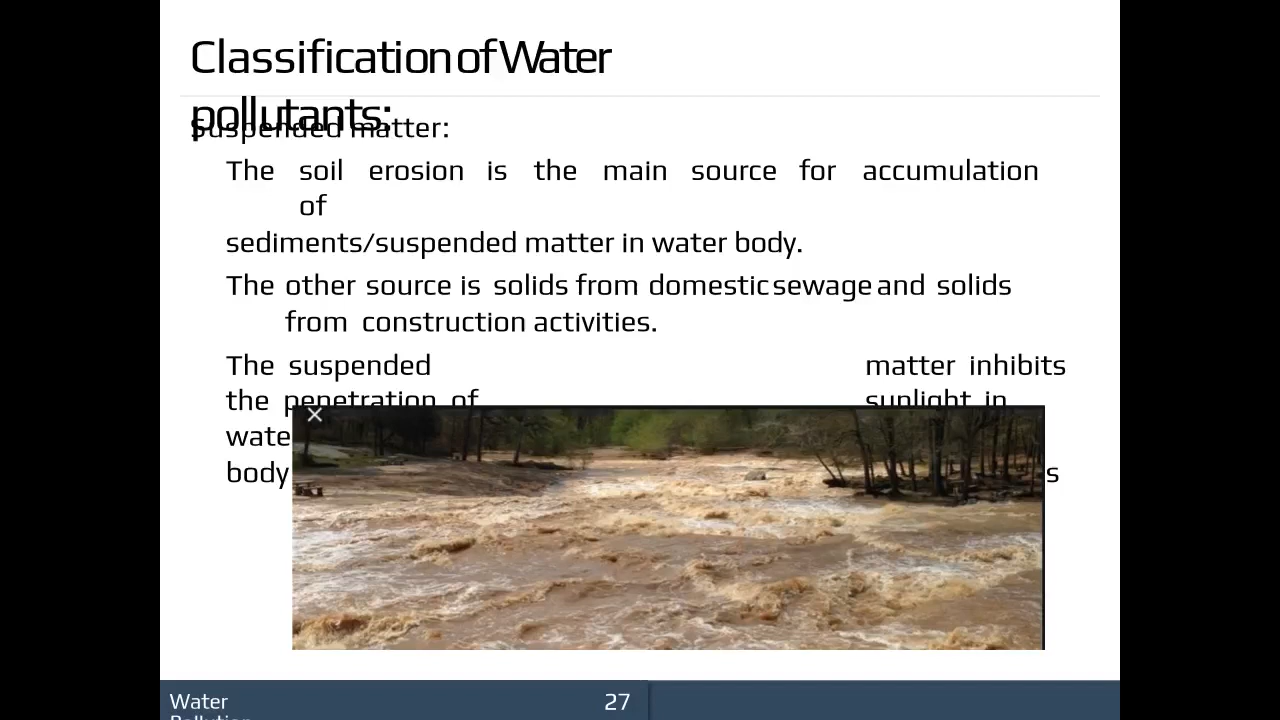 Classification of Water
pollutants;
Suspended matter:
The soil erosion is the main source for accumulation
of
sediments/suspended matter in water body.
The other source is solids from domestic sewage and solids
from construction activities.
The suspended matter inhibits
the penetration of sunlight in
body
Water 27
Pollution